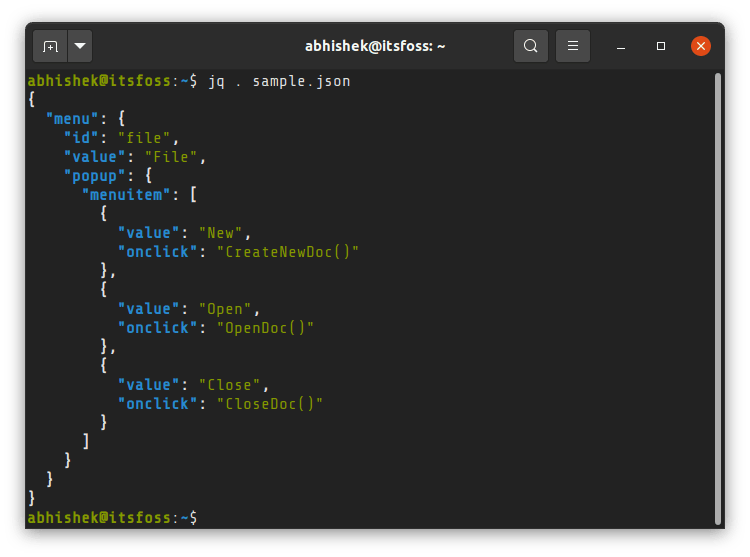 abhishek@itsfoss: ~
abhishek@itsfoss:~$ jq . sample.json
{
  "menu": {
    "id": "file",
    "value": "File",
    "popup": {
      "menuitem": [
        {
          "value": "New",
          "onclick": "CreateNewDoc()"
        },
        {
          "value": "Open",
          "onclick": "OpenDoc()"
        },
        {
          "value": "Close",
          "onclick": "CloseDoc()"
        }
      ]
    }
  }
}
abhishek@itsfoss:~$